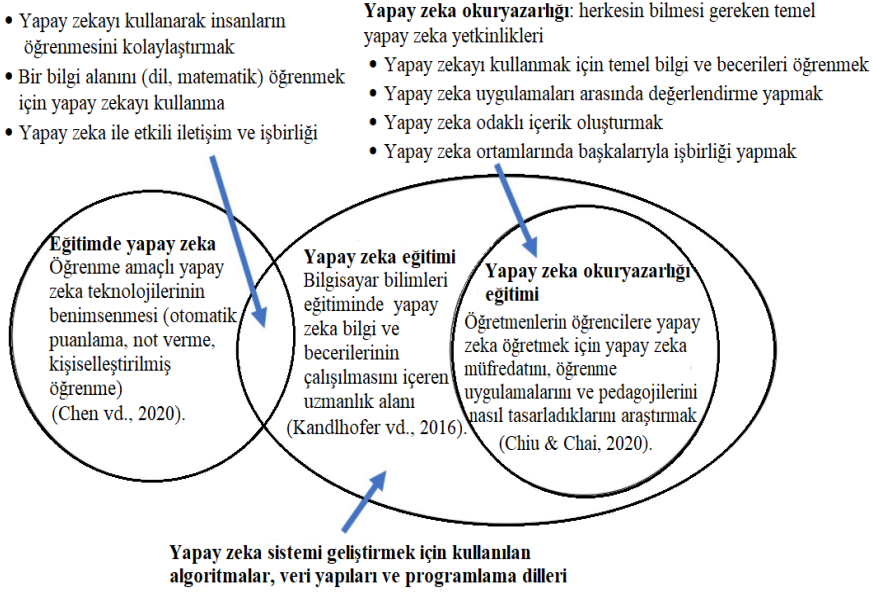 • Yapay zekayı kullanarak insanların
öğrenmesini kolaylaştırmak
• Bir bilgi alanını (dil, matematik) öğrenmek
için yapay zekayı kullanma
• Yapay zeka ile etkili iletişim ve işbirliği
Yapay zeka okuryazarlığı: herkesin bilmesi gereken temel
yapay zeka yetkinlikleri
• Yapay zekayı kullanmak için temel bilgi ve becerileri öğrenmek
• Yapay zeka uygulamaları arasında değerlendirme yapmak
• Yapay zeka odaklı içerik oluşturmak
• Yapay zeka ortamlarında başkalarıyla işbirliği yapmak
Eğitimde yapay zeka
Öğrenme amaçlı yapay
zeka teknolojilerinin
benimsenmesi (otomatik
puanlama, not verme,
kişiselleştirilmiş
öğrenme)
(Chen vd., 2020).
Yapay zeka eğitimi
Bilgisayar bilimleri
eğitiminde yapay
zeka bilgi ve
becerilerinin
çalışılmasını içeren
uzmanlık alanı
(Kandlhofer vd., 2016).
Yapay zeka okuryazarlığı
eğitimi
Öğretmenlerin öğrencilere yapay
zeka öğretmek için yapay zeka
müfredatını, öğrenme
uygulamalarını ve pedagojilerini
nasıl tasarladıklarını araştırmak
(Chiu & Chai, 2020).
Yapay zeka sistemi geliştirmek için kullanılan
algoritmalar, veri yapıları ve programlama dilleri